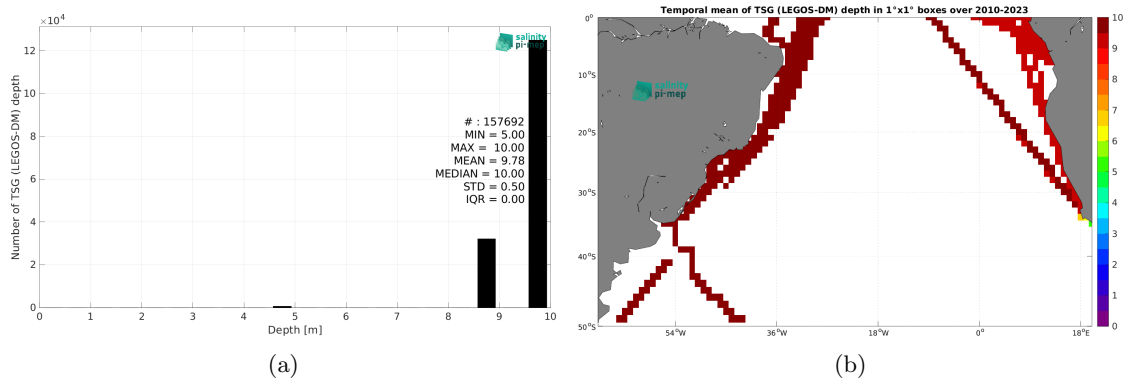 ×10⁴
12
10
8
6
4
2
0
Number of TSG (LEGOS-DM) depth
salinity
pi-mep
# : 157692
MIN = 5.00
MAX = 10.00
MEAN = 9.78
MEDIAN = 10.00
STD = 0.50
IQR = 0.00
0 1 2 3 4 5 6 7 8 9 10
Depth [m]
(a)
Temporal mean of TSG (LEGOS-DM) depth in 1°x1° boxes over 2010-2023
0°
10°S
20°S
30°S
40°S
50°S
salinity
pi-mep
54°W 36°W 18°W 0° 18°E
10
9
8
7
6
5
4
3
2
1
0
(b)